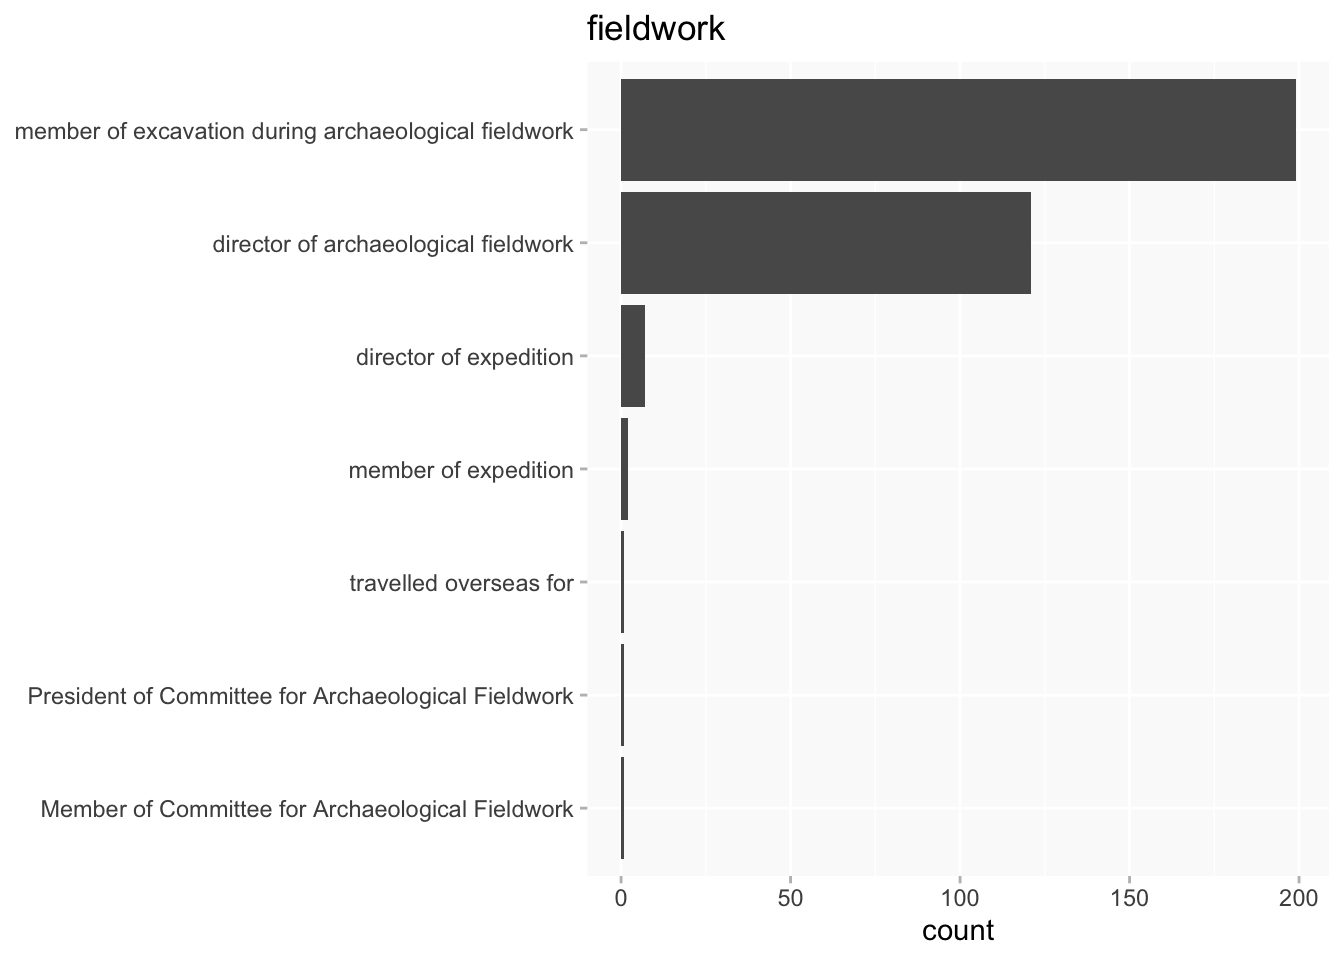 fieldwork
member of excavation during archaeological fieldwork
director of archaeological fieldwork
director of expedition
member of expedition
travelled overseas for
President of Committee for Archaeological Fieldwork
Member of Committee for Archaeological Fieldwork
0 50 100 150 200
count